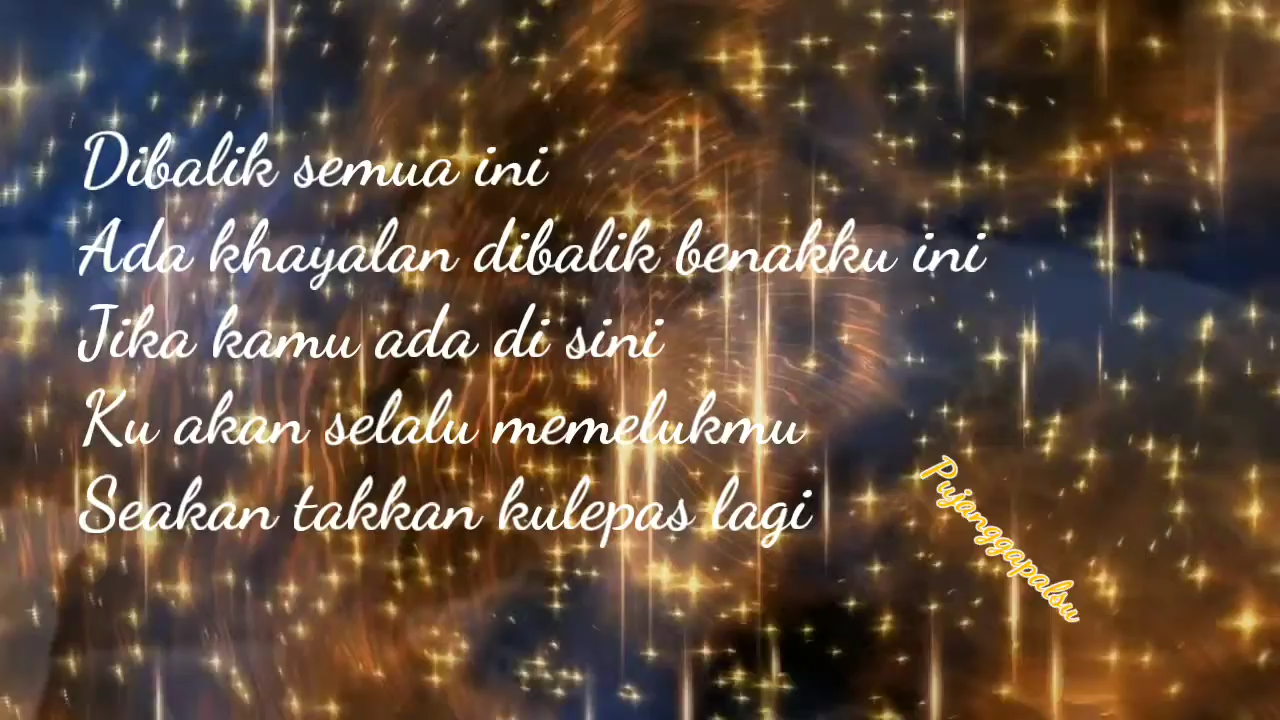 Dibalik semua ini
Ada khayalan dibalik benakku ini
Jika kamu ada di sini
Ku akan selalu memelukmu
Seakan takkan kulepas lagi
Pujanggapalsu